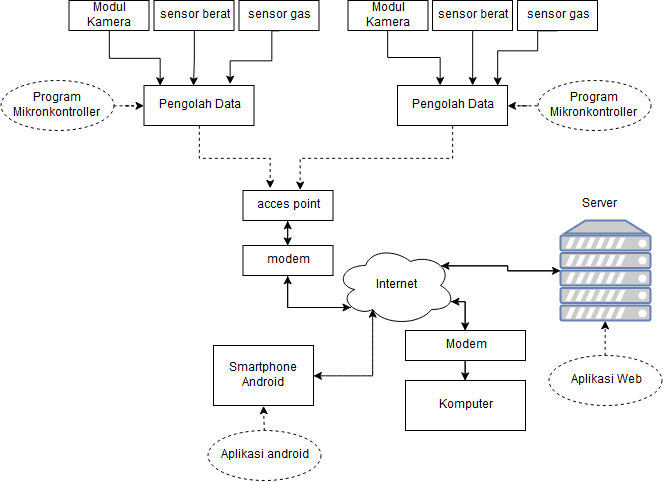 Modul
Kamera
sensor berat
sensor gas
Modul
Kamera
sensor berat
sensor gas
Program
Mikronkontroller
Pengolah Data
Pengolah Data
Program
Mikronkontroller
acces point
Server
modem
Internet
Modem
Smartphone
Android
Komputer
Aplikasi Web
Aplikasi android